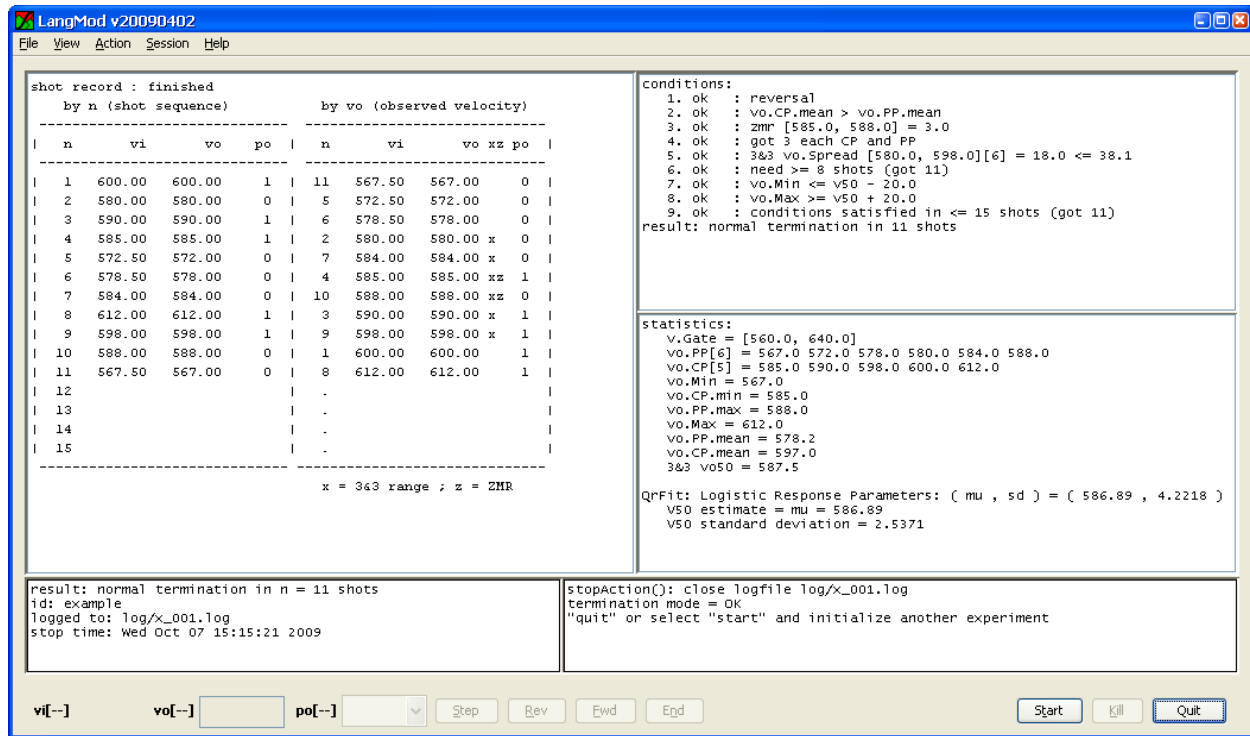 LangMod v20090402
File View Action Session Help
shot record : finished
by n (shot sequence) by vo (observed velocity)
------------------------------- ------------------------------
| n vi vo po | n vi vo xz po |
------------------------------- ------------------------------
| 1 600.00 600.00 1 | 11 567.50 567.00 0 |
| 2 580.00 580.00 0 | 5 572.50 572.00 0 |
| 3 590.00 590.00 1 | 6 578.50 578.00 0 |
| 4 585.00 585.00 1 | 2 580.00 580.00 x 0 |
| 5 572.50 572.00 0 | 7 584.00 584.00 x 0 |
| 6 578.50 578.00 0 | 4 585.00 585.00 xz 1 |
| 7 584.00 584.00 0 | 10 588.00 588.00 xz 0 |
| 8 612.00 612.00 1 | 3 590.00 590.00 x 1 |
| 9 598.00 598.00 1 | 9 598.00 598.00 x 1 |
| 10 588.00 588.00 0 | 1 600.00 600.00 1 |
| 11 567.50 567.00 0 | 8 612.00 612.00 1 |
| 12 | . |
| 13 | . |
| 14 | . |
| 15 | . |
------------------------------- -------------------------------
x = 3&3 range ; z = ZMR
conditions:
1. ok : reversal
2. ok : vo.CP.mean > vo.PP.mean
3. ok : zmr [585.0, 588.0] = 3.0
4. ok : got 3 each CP and PP
5. ok : 3&3 vo.Spread [580.0, 598.0][6] = 18.0 <= 38.1
6. ok : need >= 8 shots (got 11)
7. ok : vo.Min <= v50 - 20.0
8. ok : vo.Max >= v50 + 20.0
9. ok : conditions satisfied in <= 15 shots (got 11)
result: normal termination in 11 shots
statistics:
v.Gate = [560.0, 640.0]
vo.PP[6] = 567.0 572.0 578.0 580.0 584.0 588.0
vo.CP[5] = 585.0 590.0 598.0 600.0 612.0
vo.Min = 567.0
vo.CP.min = 585.0
vo.PP.max = 588.0
vo.Max = 612.0
vo.PP.mean = 578.2
vo.CP.mean = 597.0
3&3 vo50 = 587.5
QrFit: Logistic Response Parameters: ( mu , sd ) = ( 586.89 , 4.2218 )
V50 estimate = mu = 586.89
V50 standard deviation = 2.5371
result: normal termination in n = 11 shots
id: example
logged to: log/x_001.log
stop time: Wed Oct 07 15:15:21 2009
stopAction(): close logfile log/x_001.log
termination mode = OK
"quit" or select "start" and initialize another experiment
vi[--] vo[--] po[--] Step Rev Fwd End Start Kill Quit